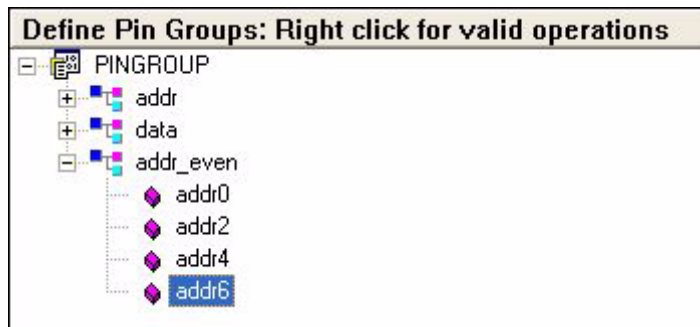 Define Pin Groups: Right click for valid operations
PINGROUP
addr
data
addr_even
addr0
addr2
addr4
addr6